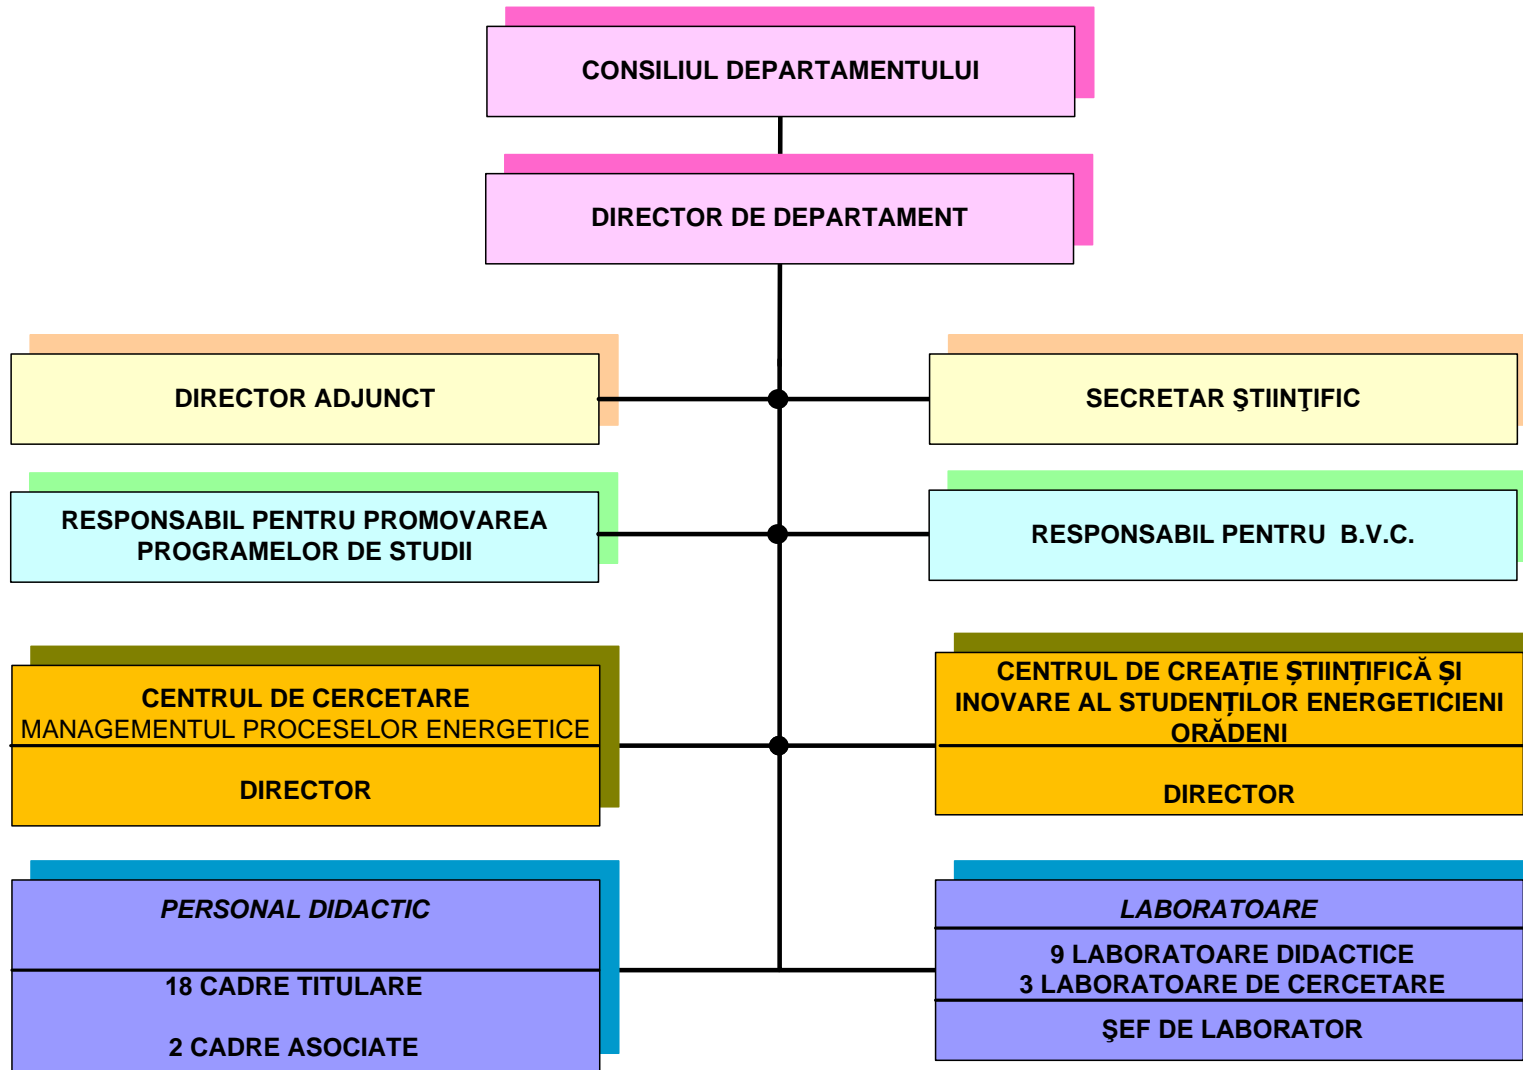 CONSILIUL DEPARTAMENTULUI
DIRECTOR DE DEPARTAMENT
DIRECTOR ADJUNCT
SECRETAR ŞTIINŢIFIC
RESPONSABIL PENTRU PROMOVAREA
PROGRAMELOR DE STUDII
RESPONSABIL PENTRU B.V.C.
CENTRUL DE CERCETARE
MANAGEMENTUL PROCESELOR ENERGETICE
DIRECTOR
CENTRUL DE CREAȚIE ȘTIINȚIFICĂ ȘI
INOVARE AL STUDENȚILOR ENERGETICIENI
ORĂDENI
DIRECTOR
PERSONAL DIDACTIC
18 CADRE TITULARE
2 CADRE ASOCIATE
LABORATOARE
9 LABORATOARE DIDACTICE
3 LABORATOARE DE CERCETARE
ŞEF DE LABORATOR